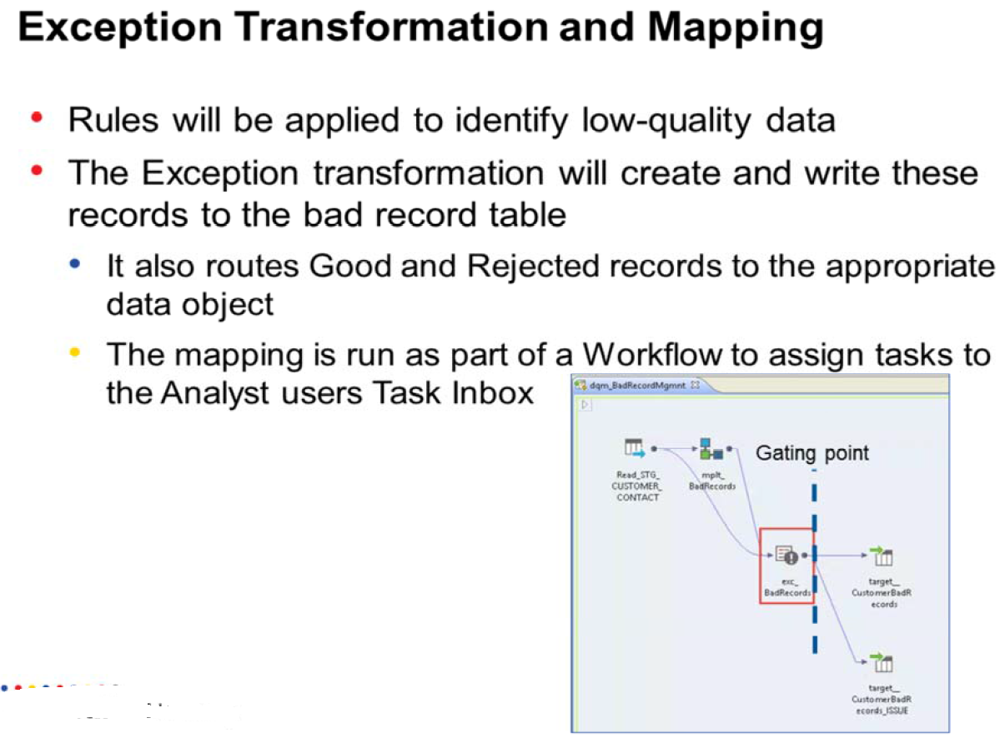 Exception Transformation and Mapping
Rules will be applied to identify low-quality data
The Exception transformation will create and write these
records to the bad record table
It also routes Good and Rejected records to the appropriate
data object
The mapping is run as part of a Workflow to assign tasks to
the Analyst users Task Inbox
dqm_BadRecordMgmnt
Gating point
Read_STG_
CUSTOMER_
CONTACT
mplt_
BadRecords
exc_
BadRecords
target_
CustomerBadR
ecords
target_
CustomerBadR
ecords_ISSUE